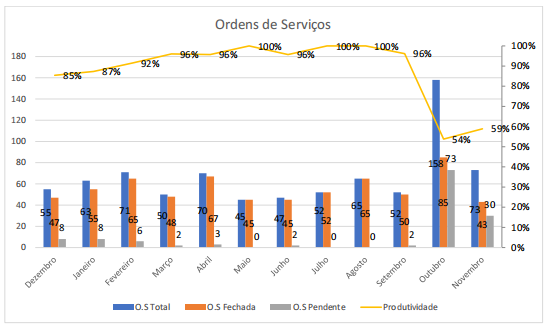 Ordens de Serviços
180
160
140
120
100
80
60
40
20
0
100%
90%
80%
70%
60%
50%
40%
30%
20%
10%
0%
85% 87% 92% 96% 96% 100% 96% 100% 100% 96% 54% 59%
55 63 71 50 70 45 47 52 65 52 158 73
47 55 65 48 67 45 45 52 65 50 85 43
8 8 6 2 3 0 2 0 0 2 73 30
Dezembro
Janeiro
Fevereiro
Março
Abril
Maio
Junho
Julho
Agosto
Setembro
Outubro
Novembro
O.S Total O.S Fechada O.S Pendente Produtividade